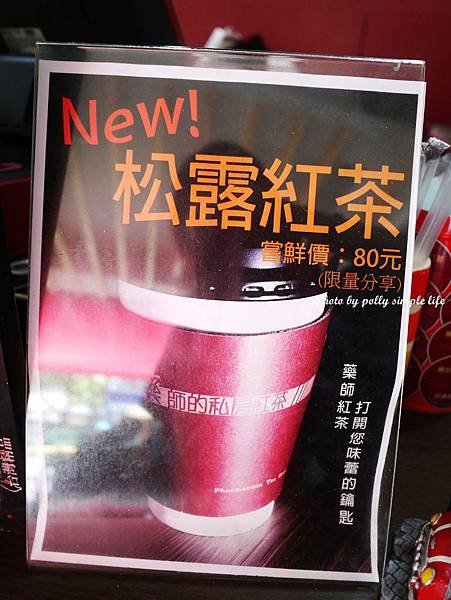 New!
松露紅茶
嘗鮮價：80元
(限量分享)
Photo by polly simple life
藥師紅茶
打開您味蕾的鑰匙
師的私房紅茶